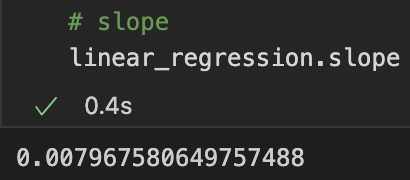 # slope
linear_regression.slope
0.4s
0.007967580649757488